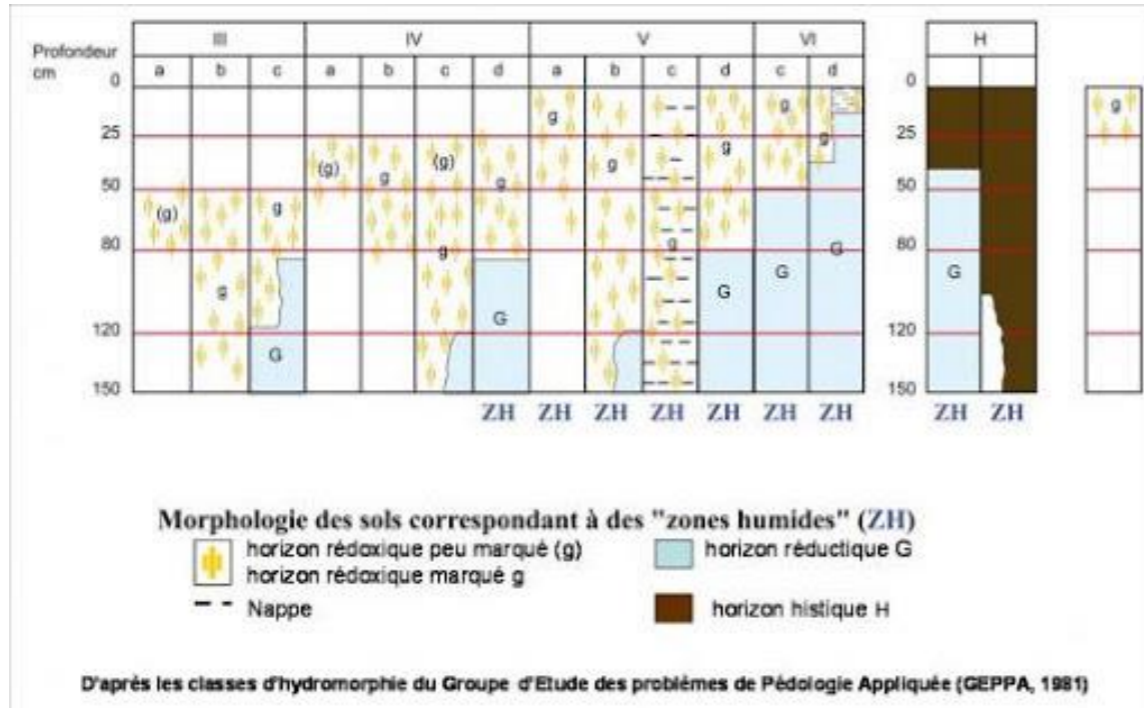 III IV V VI H
Profondeur
cm
a b c a b c d a b c d c d
0 0
25 25
50 50
80 80
120 120
150 150
(g) g g g G
(g) g (g) g g G
g g g g G
g G g G
G
g
ZH ZH ZH ZH ZH ZH ZH ZH ZH
Morphologie des sols correspondant à des "zones humides" (ZH)
horizon rédoxique peu marqué (g)
horizon rédoxique marqué g
Nappe
horizon réductique G
horizon histique H
D'après les classes d'hydromorphie du Groupe d'Etude des problèmes de Pédologie Appliquée (GEPPA, 1981)